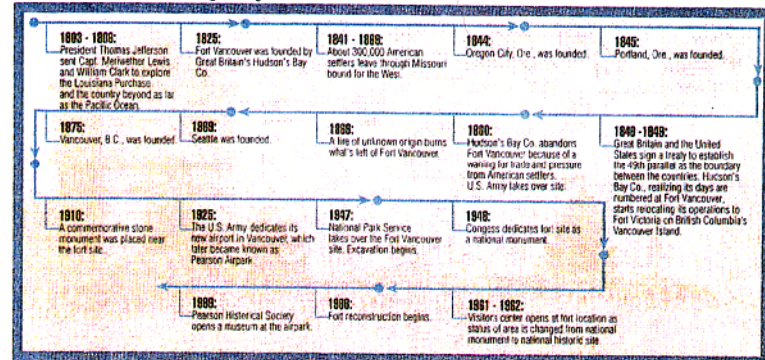 1803 - 1806:
President Thomas Jefferson
sent Capt. Meriwether Lewis
and William Clark to explore
the Louisiana Purchase
and the country beyond as far
as the Pacific Ocean.
1825:
Fort Vancouver was founded by
Great Britain's Hudson's Bay
Co.
1841 - 1869:
About 300,000 American
settlers leave through Missouri
bound for the West.
1844:
Oregon City, Ore., was founded.
1845:
Portland, Ore., was founded.
1846 - 1849:
Great Britain and the United
States sign a treaty to establish
the 49th parallel as the boundary
between the countries. Hudson's
Bay Co., realizing its days are
numbered at Fort Vancouver,
starts relocating its operations to
Fort Victoria on British Columbia's
Vancouver Island.
1860:
Hudson's Bay Co. abandons
Fort Vancouver because of a
waning fur trade and pressure
from American settlers.
U.S. Army takes over site.
1866:
A fire of unknown origin burns
what's left of Fort Vancouver.
1869:
Seattle was founded.
1875:
Vancouver, B.C., was founded.
1910:
A commemorative stone
monument was placed near
the fort site.
1925:
The U.S. Army dedicates its
new airport in Vancouver, which
later became known as
Pearson Airpark.
1947:
National Park Service
takes over the Fort Vancouver
site. Excavation begins.
1948:
Congess dedicates fort site as
a national monument.
1961 - 1962:
Visitors center opens at fort location as
status of area is changed from national
monument to national historic site.
Fort reconstruction begins.
Pearson Historical Society
opens a museum at the airpark.